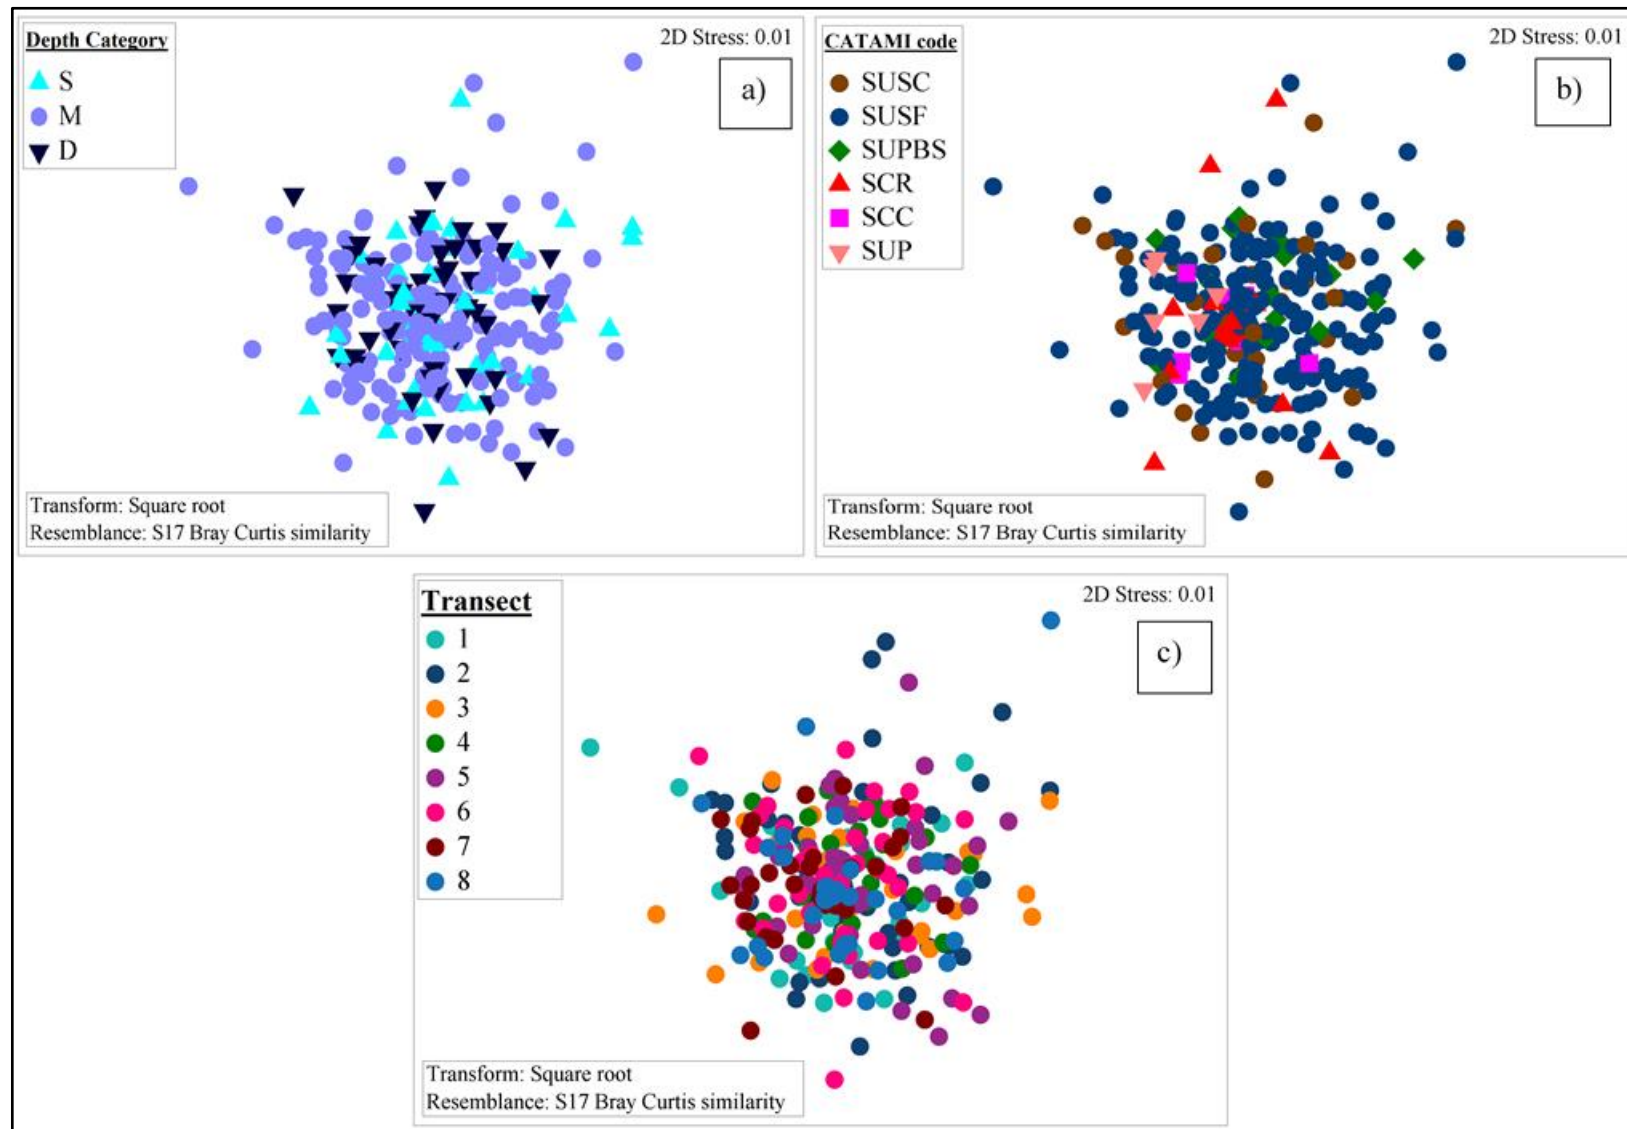 Depth Category
S
M
D
2D Stress: 0.01
a)
Transform: Square root
Resemblance: S17 Bray Curtis similarity
CATAMI code
SUSC
SUSF
SUPBS
SCR
SCC
SUP
2D Stress: 0.01
b)
Transform: Square root
Resemblance: S17 Bray Curtis similarity
Transect
1
2
3
4
5
6
7
8
2D Stress: 0.01
c)
Transform: Square root
Resemblance: S17 Bray Curtis similarity